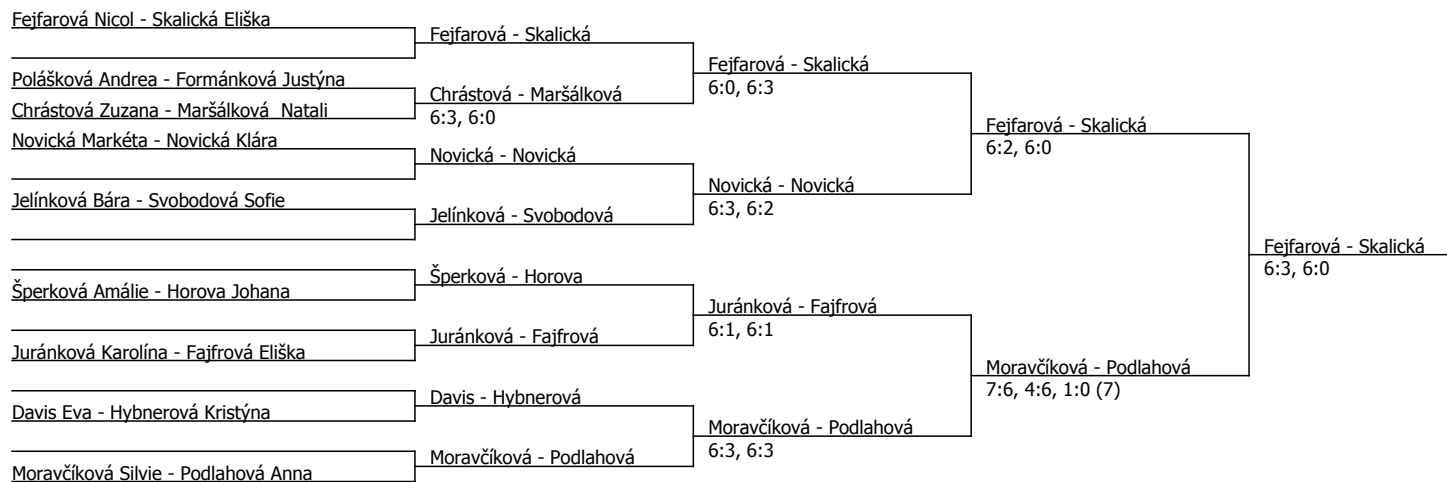 Fejfarová Nicol - Skalická Eliška
Fejfarová - Skalická
Fejfarová - Skalická
6:0, 6:3
Polášková Andrea - Formánková Justýna
Chrástová - Maršálková
6:3, 6:0
Chrástová Zuzana - Maršálková  Natali
Fejfarová - Skalická
6:2, 6:0
Novická Markéta - Novická Klára
Novická - Novická
Novická - Novická
6:3, 6:2
Jelínková Bára - Svobodová Sofie
Jelínková - Svobodová
Fejfarová - Skalická
6:3, 6:0
Šperková - Horova
Šperková Amálie - Horova Johana
Juránková - Fajfrová
6:1, 6:1
Juránková - Fajfrová
Juránková Karolína - Fajfrová Eliška
Moravčíková - Podlahová
7:6, 4:6, 1:0 (7)
Davis - Hybnerová
Davis Eva - Hybnerová Kristýna
Moravčíková - Podlahová
6:3, 6:3
Moravčíková - Podlahová
Moravčíková Silvie - Podlahová Anna